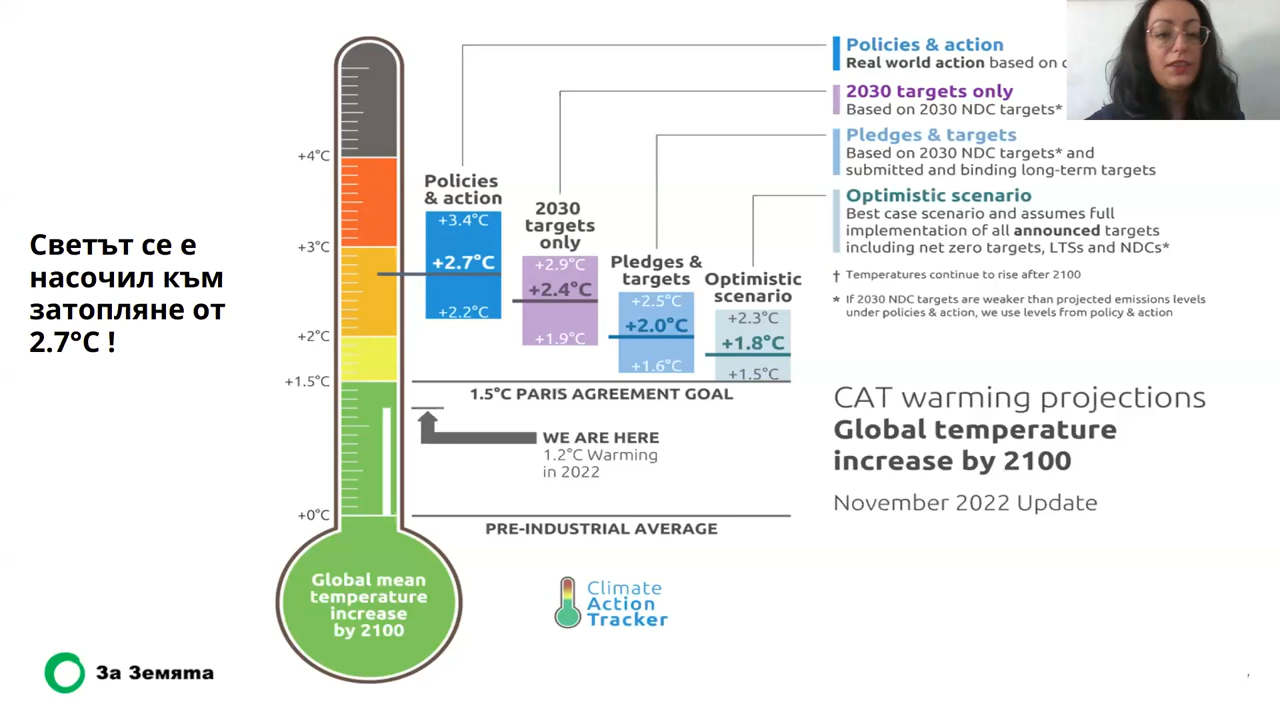 Светът се е
насочил към
затопляне от
2.7°C !
+4°C
+3°C
+2°C
+1.5°C
+0°C
Global mean
temperature
increase
by 2100
Policies
& action
+3.4°C
+2.7°C
+2.2°C
2030
targets
only
+2.9°C
+2.4°C
+1.9°C
Pledges &
targets
+2.5°C
+2.0°C
+1.6°C
Optimistic
scenario
+2.3°C
+1.8°C
+1.5°C
1.5°C PARIS AGREEMENT GOAL
WE ARE HERE
1.2°C Warming
in 2022
PRE-INDUSTRIAL AVERAGE
Climate
Action
Tracker
Policies & action
Real world action based on
2030 targets only
Based on 2030 NDC targets*
Pledges & targets
Based on 2030 NDC targets* and
submitted and binding long-term targets
Optimistic scenario
Best case scenario and assumes full
implementation of all announced targets
including net zero targets, LTSs and NDCs*
† Temperatures continue to rise after 2100
* If 2030 NDC targets are weaker than projected emissions levels
under policies & action, we use levels from policy & action
CAT warming projections
Global temperature
increase by 2100
November 2022 Update
За Земята